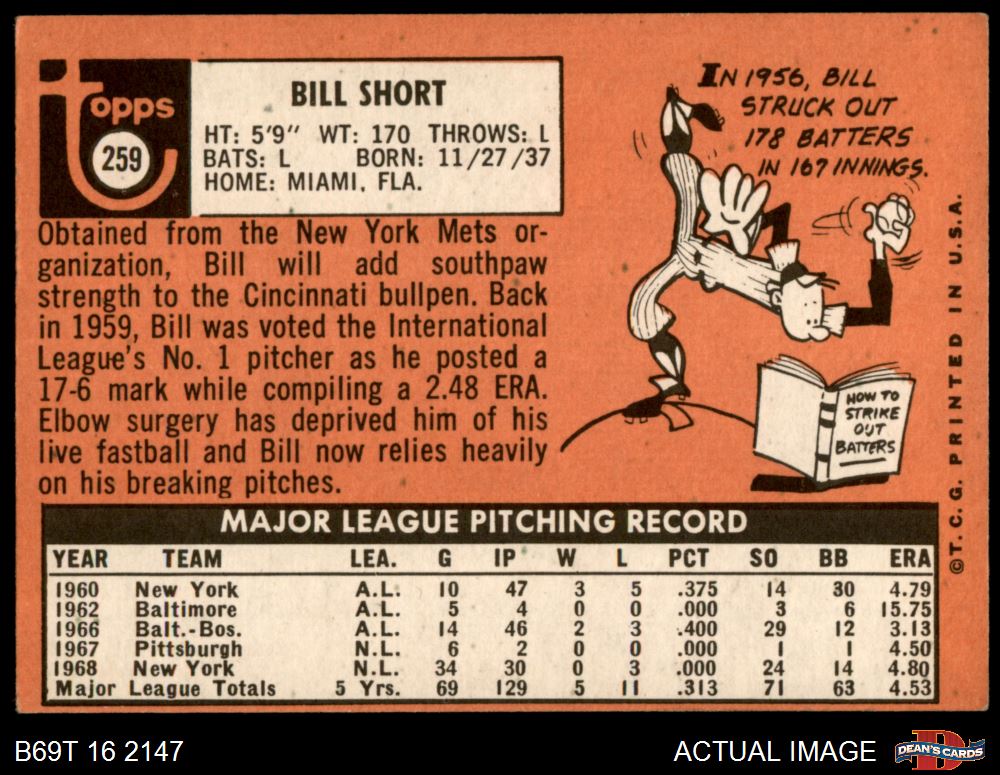 Topps
259
BILL SHORT
HT: 5'9" WT: 170 THROWS: L
BATS: L BORN: 11/27/37
HOME: MIAMI, FLA.
IN 1956, BILL
STRUCK OUT
178 BATTERS
IN 167 INNINGS.
Obtained from the New York Mets or-
ganization, Bill will add southpaw
strength to the Cincinnati bullpen. Back
in 1959, Bill was voted the International
League's No. 1 pitcher as he posted a
17-6 mark while compiling a 2.48 ERA.
Elbow surgery has deprived him of his
live fastball and Bill now relies heavily
on his breaking pitches.
HOW TO
STRIKE
OUT
BATTERS
©T.C.G. PRINTED IN U.S.A.
MAJOR LEAGUE PITCHING RECORD
YEAR TEAM LEA. G IP W L PCT SO BB ERA
1960 New York A.L. 10 47 3 5 .375 14 30 4.79
1962 Baltimore A.L. 5 4 0 0 .000 3 6 15.75
1966 Balt.-Bos. A.L. 14 46 2 3 .400 29 12 3.13
1967 Pittsburgh N.L. 6 2 0 0 .000 1 1 4.50
1968 New York N.L. 34 30 0 3 .000 24 14 4.80
Major League Totals 5 Yrs. 69 129 5 11 .313 71 63 4.53
B69T 16 2147
ACTUAL IMAGE
DEAN'S CARDS